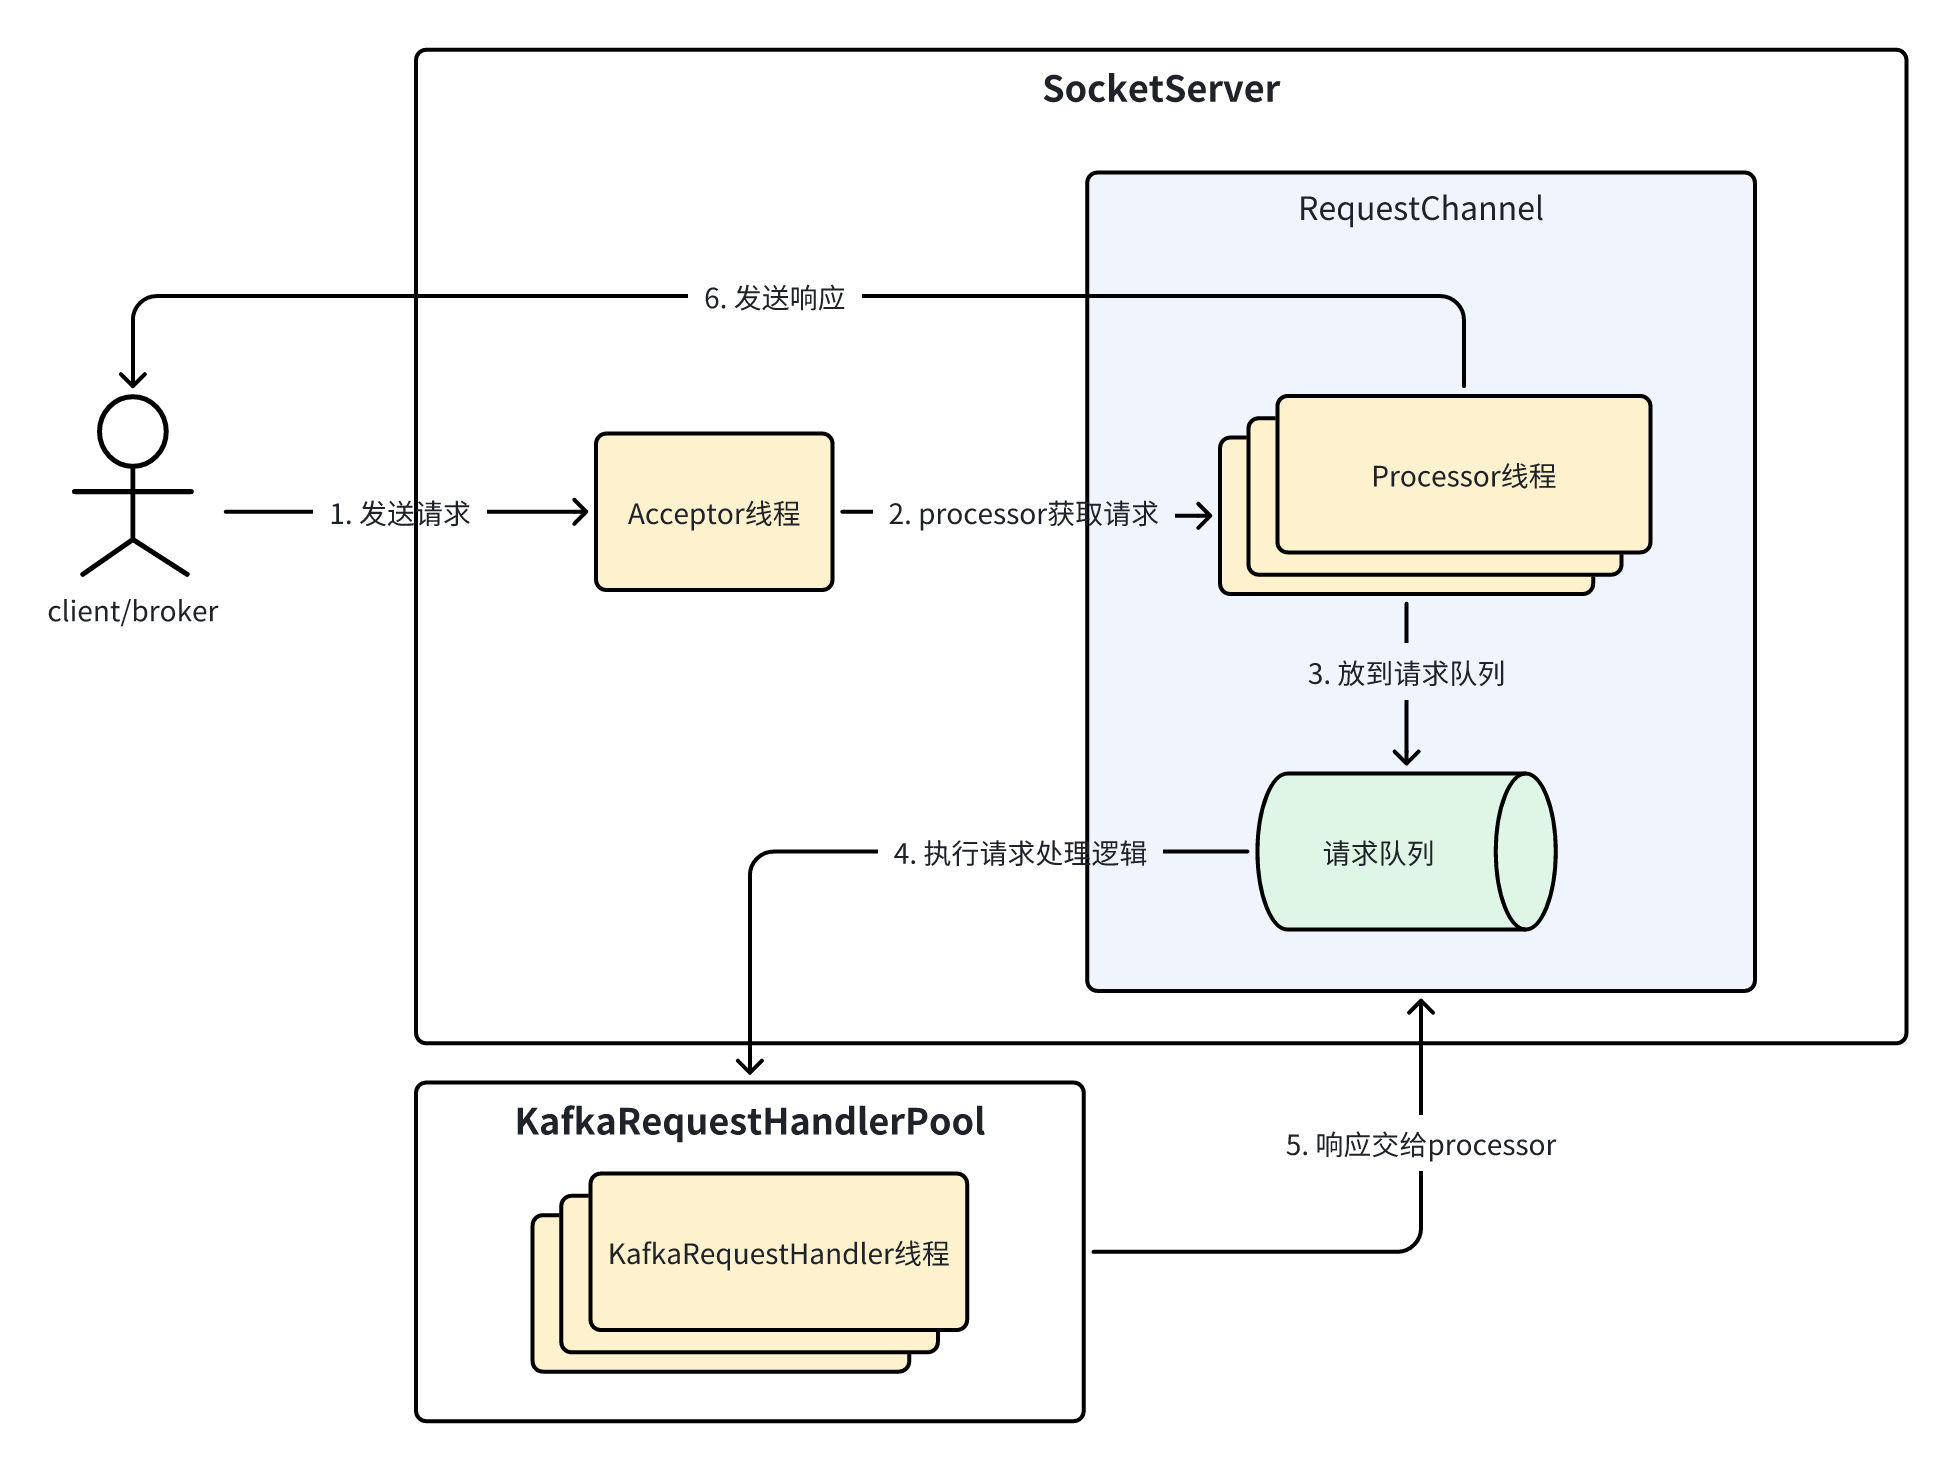 SocketServer
RequestChannel
6. 发送响应
Processor线程
1. 发送请求
Acceptor线程
2. processor获取请求
client/broker
3. 放到请求队列
4. 执行请求处理逻辑
请求队列
KafkaRequestHandlerPool
5. 响应交给processor
KafkaRequestHandler线程